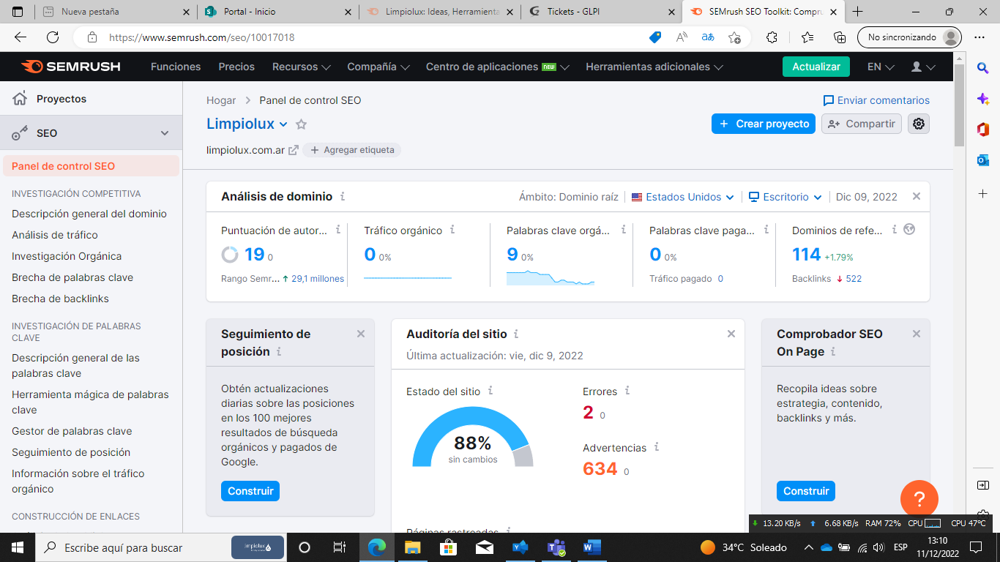 Nueva pestaña
Portal - Inicio
Limpiolux: Ideas, Herramienta
Tickets - GLPI
SEMrush SEO Toolkit: Compru
https://www.semrush.com/seo/10017018
No sincronizando
SEMRUSH
Funciones
Precios
Recursos
Compañía
Centro de aplicaciones NEW
Herramientas adicionales
Actualizar
EN
Proyectos
SEO
Panel de control SEO
INVESTIGACIÓN COMPETITIVA
Descripción general del dominio
Análisis de tráfico
Investigación Orgánica
Brecha de palabras clave
Brecha de backlinks
INVESTIGACIÓN DE PALABRAS
CLAVE
Descripción general de las
palabras clave
Herramienta mágica de palabras
clave
Gestor de palabras clave
Seguimiento de posición
Información sobre el tráfico
orgánico
CONSTRUCCIÓN DE ENLACES
Hogar > Panel de control SEO
Enviar comentarios
Limpiolux
+ Crear proyecto
Compartir
limpiolux.com.ar
+ Agregar etiqueta
Análisis de dominio
Ámbito: Dominio raíz
Estados Unidos
Escritorio
Dic 09, 2022
Puntuación de autor...
19 0
Rango Semr... ↑ 29,1 millones
Tráfico orgánico
0 0%
Palabras clave orgá...
9 0%
Palabras clave paga...
0 0%
Tráfico pagado 0
Dominios de refe...
114 +1.79%
Backlinks ↓ 522
Seguimiento de
posición
Obtén actualizaciones
diarias sobre las posiciones
en los 100 mejores
resultados de búsqueda
orgánicos y pagados de
Google.
Construir
Auditoría del sitio
Última actualización: vie, dic 9, 2022
Estado del sitio
88%
sin cambios
Errores
2 0
Advertencias
634 0
Páginas rastreadas
Comprobador SEO
On Page
Recopila ideas sobre
estrategia, contenido,
backlinks y más.
Construir
?
13.20 KB/s
6.68 KB/s
RAM 72%
CPU
CPU 47ºC
Escribe aquí para buscar
limpiolux
34°C Soleado
ESP
13:10
11/12/2022